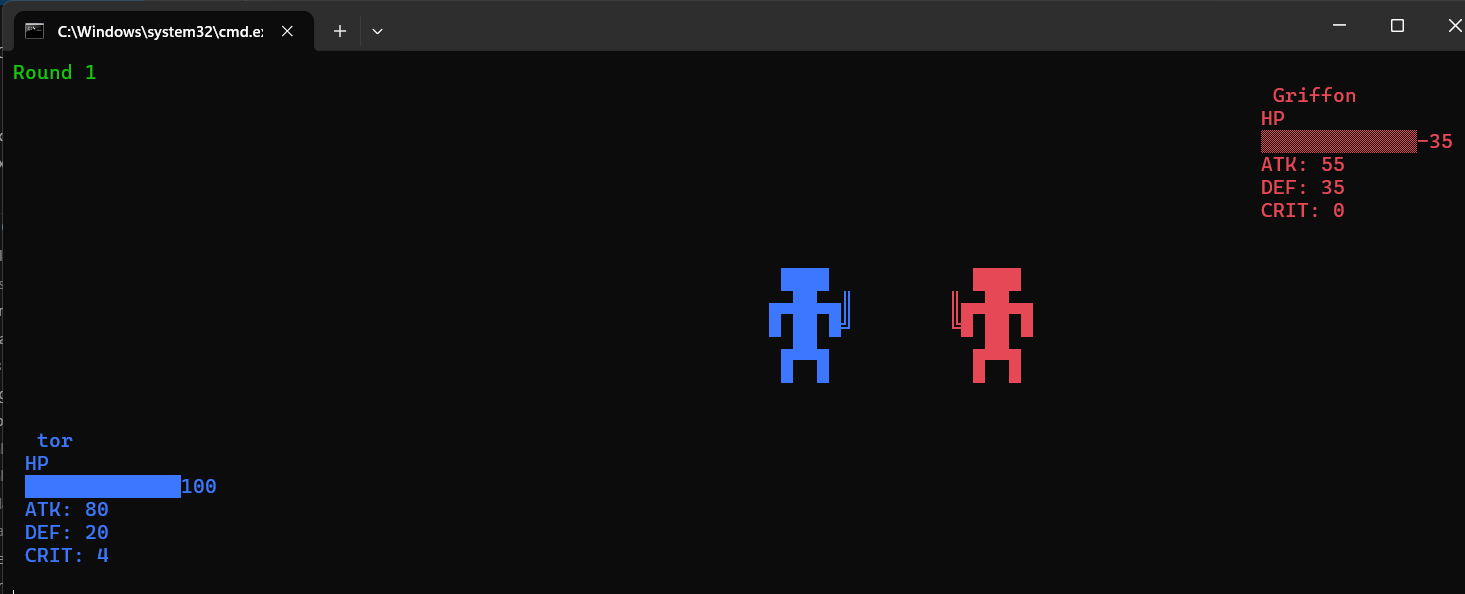 C:\Windows\system32\cmd.e
Round 1
Griffon
HP
-35
ATK: 55
DEF: 35
CRIT: 0
tor
HP
100
ATK: 80
DEF: 20
CRIT: 4